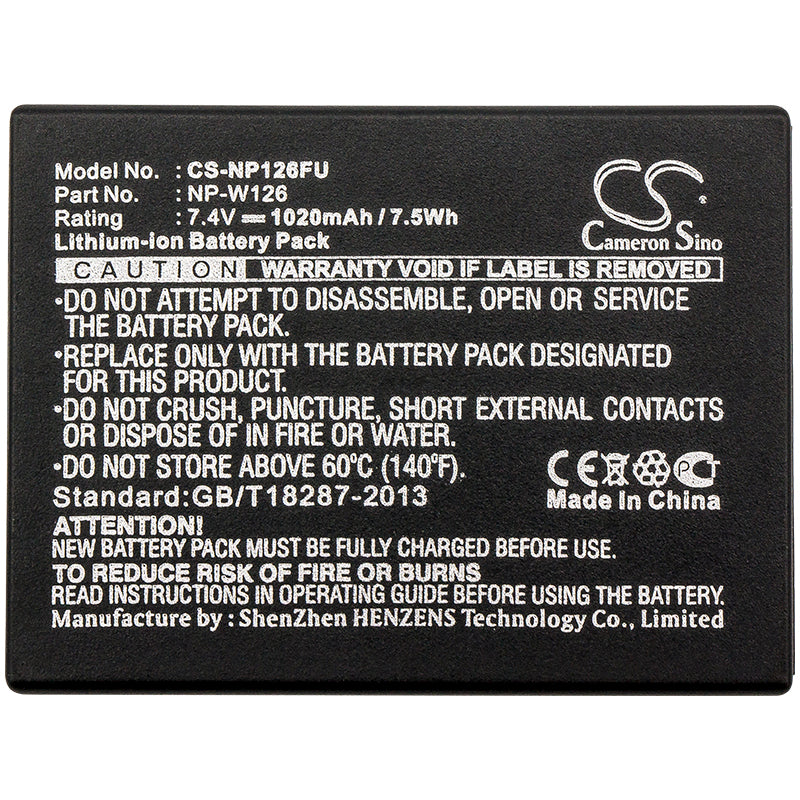 Model No. : CS-NP126FU
Part No. : NP-W126
Rating : 7.4V 1020mAh / 7.5Wh
Lithium-ion Battery Pack
CS
Cameron Sino
CAUTION WARRANTY VOID IF LABEL IS REMOVED
•DO NOT ATTEMPT TO DISASSEMBLE, OPEN OR SERVICE
THE BATTERY PACK.
•REPLACE ONLY WITH THE BATTERY PACK DESIGNATED
FOR THIS PRODUCT.
•DO NOT CRUSH, PUNCTURE, SHORT EXTERNAL CONTACTS
OR DISPOSE OF IN FIRE OR WATER.
•DO NOT STORE ABOVE 60°C (140°F).
Standard:GB/T18287-2013
CE PCT
Made In China
ATTENTION!
NEW BATTERY PACK MUST BE FULLY CHARGED BEFORE USE.
TO REDUCE RISK OF FIRE OR BURNS
READ INSTRUCTIONS IN OPERATING GUIDE BEFORE USING THE BATTERY.
Manufacture by : ShenZhen HENZENS Technology Co., Limited